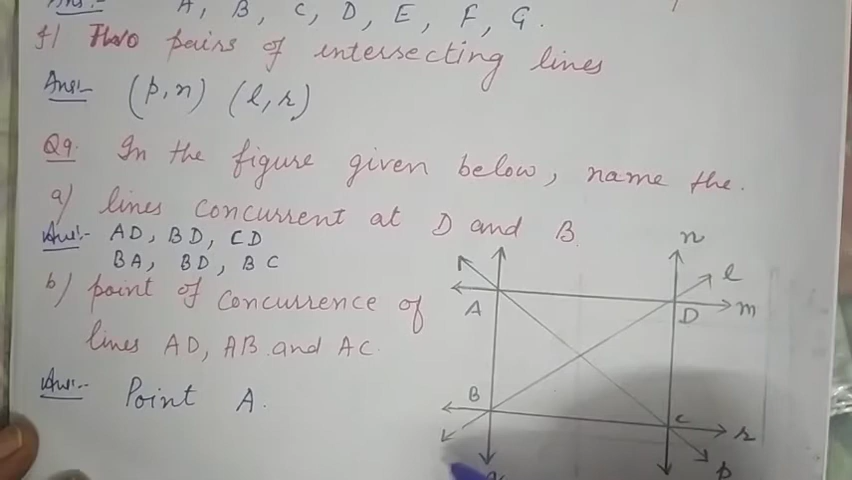 Ans:- A, B, C, D, E, F, G.
f) Two pairs of intersecting lines
Ans:- (p,n) (l,r)
Q9. In the figure given below, name the.
a) lines concurrent at D and B.
Ans:- AD, BD, CD
BA, BD, BC
b) point of concurrence of
lines AD, AB and AC.
Ans:- Point A.
n
l
A
D
m
B
C
r
p